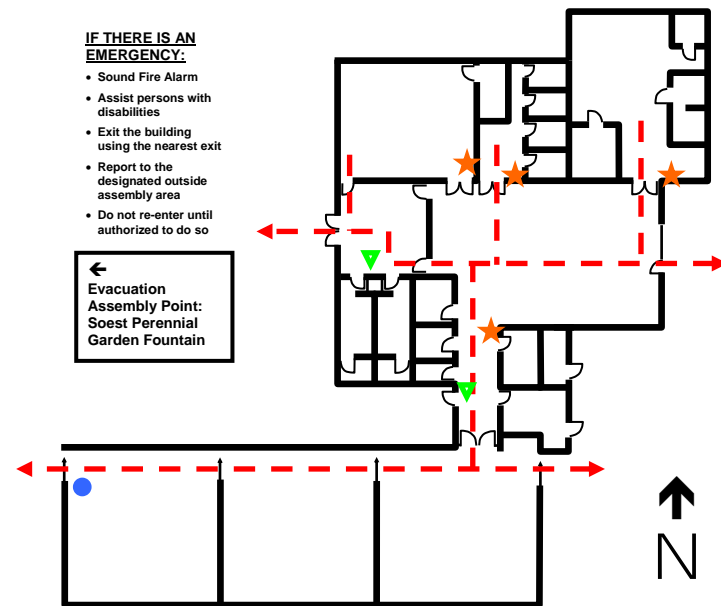 IF THERE IS AN
EMERGENCY:
• Sound Fire Alarm
• Assist persons with
disabilities
• Exit the building
using the nearest exit
• Report to the
designated outside
assembly area
• Do not re-enter until
authorized to do so
←
Evacuation
Assembly Point:
Soest Perennial
Garden Fountain
N